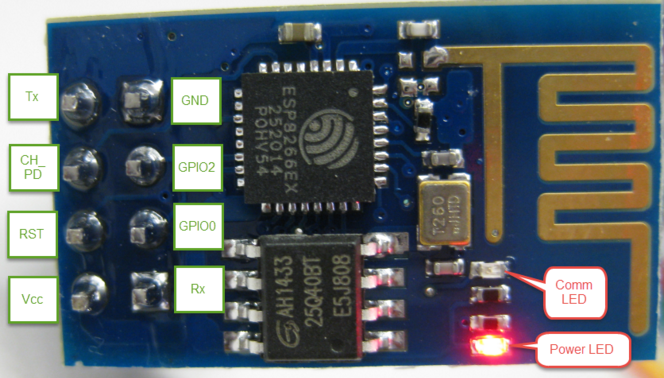 Tx
GND
CH_
PD
GPIO2
RST
GPIO0
Vcc
Rx
ESP8266EX
252014
P0HV54
AH1433
25Q40BT
E5J808
T260
Comm
LED
Power LED